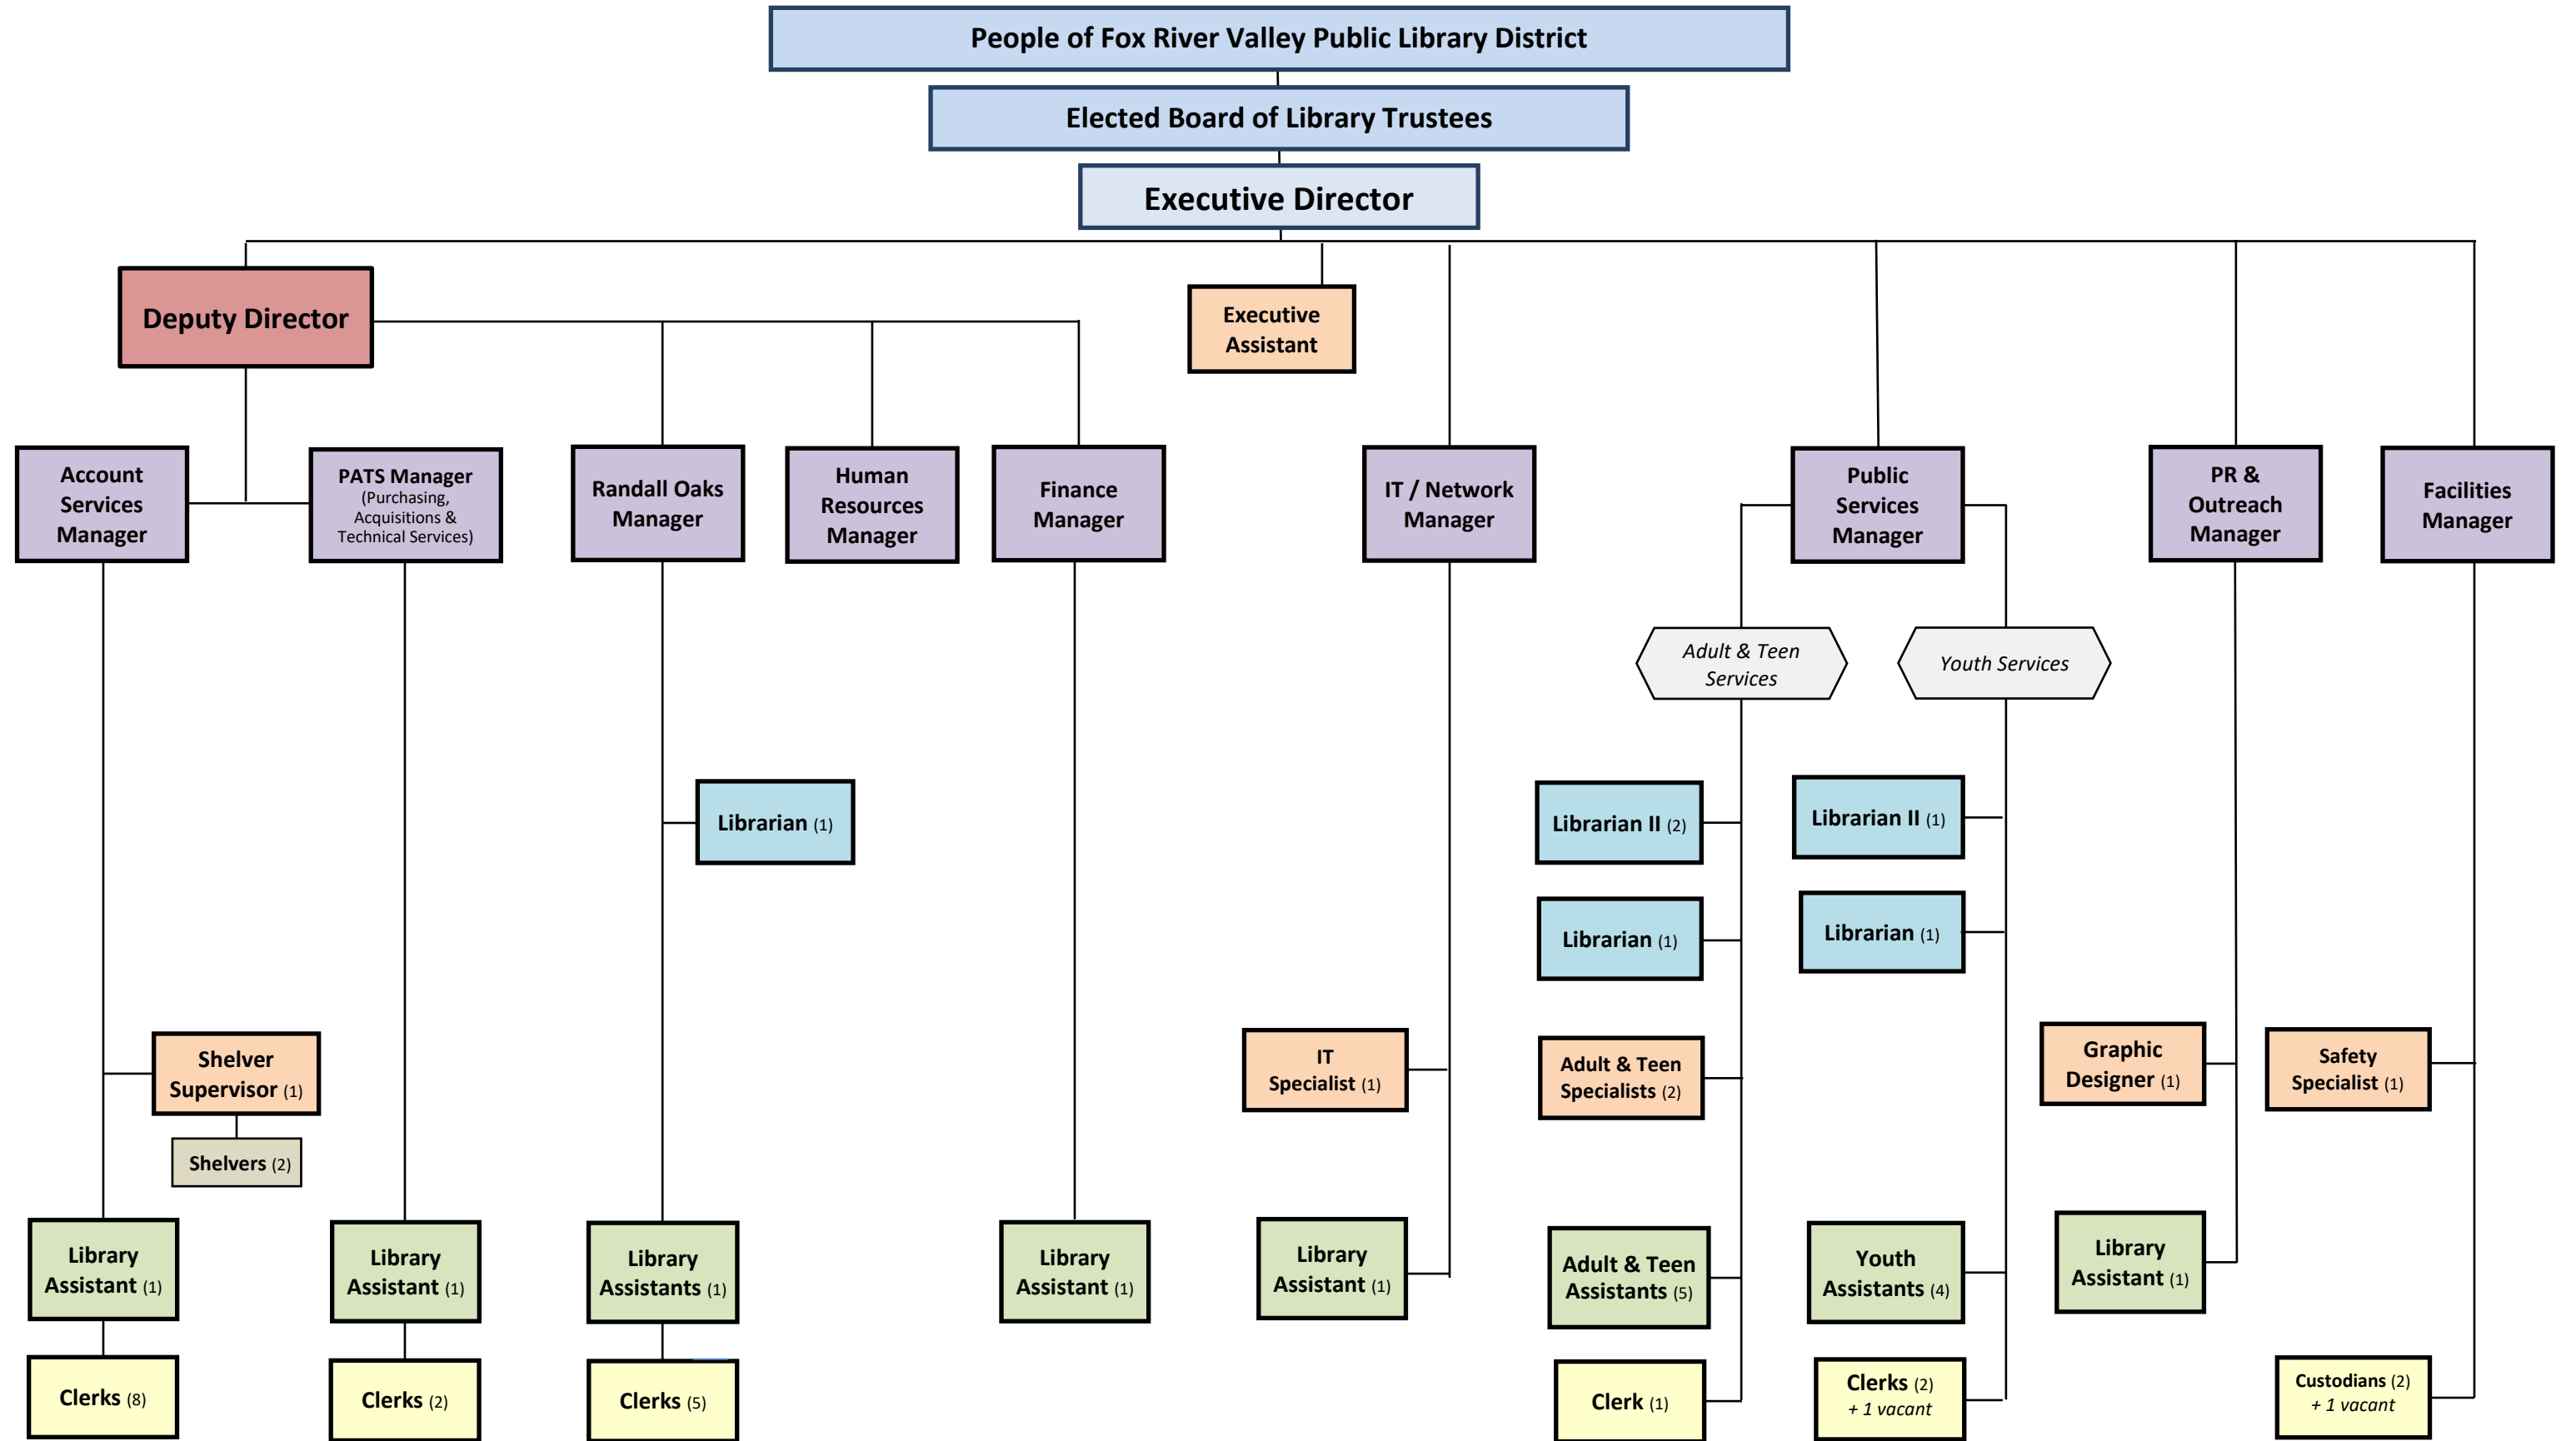 People of Fox River Valley Public Library District
Elected Board of Library Trustees
Executive Director
Deputy Director
Executive
Assistant
Account
Services
Manager
PATS Manager
(Purchasing,
Acquisitions &
Technical Services)
Randall Oaks
Manager
Human
Resources
Manager
Finance
Manager
IT / Network
Manager
Public
Services
Manager
PR &
Outreach
Manager
Facilities
Manager
Adult & Teen
Services
Youth Services
Librarian (1)
Librarian II (2)
Librarian II (1)
Librarian (1)
Librarian (1)
Shelver
Supervisor (1)
Shelvers (2)
IT
Specialist (1)
Adult & Teen
Specialists (2)
Graphic
Designer (1)
Safety
Specialist (1)
Library
Assistant (1)
Library
Assistant (1)
Library
Assistants (1)
Library
Assistant (1)
Library
Assistant (1)
Adult & Teen
Assistants (5)
Youth
Assistants (4)
Library
Assistant (1)
Clerks (8)
Clerks (2)
Clerks (5)
Clerk (1)
Clerks (2)
+ 1 vacant
Custodians (2)
+ 1 vacant